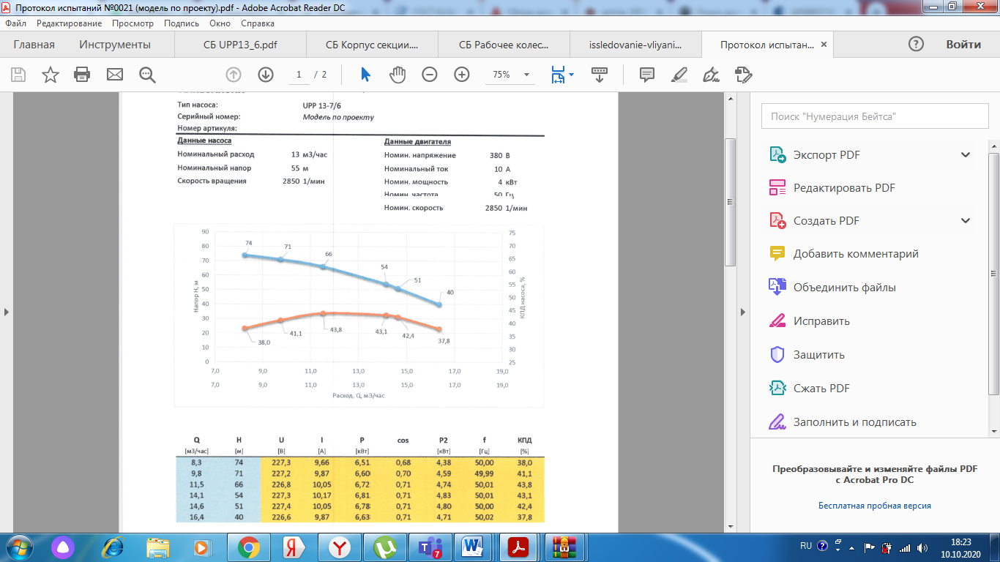 Протокол испытаний №0021 (модель по проекту).pdf - Adobe Acrobat Reader DC
Файл Редактирование Просмотр Подпись Окно Справка
Главная Инструменты СБ UPP13_6.pdf СБ Корпус секции.... СБ Рабочее колес... issledovanie-vliyani... Протокол испытан... × Войти
1 / 2 75%
Тип насоса: UPP 13-7/6
Серийный номер: Модель по проекту
Номер артикула:
Данные насоса Данные двигателя
Номинальный расход 13 м3/час Номин. напряжение 380 В
Номинальный напор 55 м Номинальный ток 10 А
Скорость вращения 2850 1/мин Номин. мощность 4 кВт
Номин. частота 50 Гц
Номин. скорость 2850 1/мин
90 80 70 60 50 40 30 20 10 0
Напор Н, м
74 71 66 54 51 40
38,0 41,1 43,8 43,1 42,4 37,8
75 70 65 60 55 50 45 40 35 30 25
КПД насоса, %
7,0 9,0 11,0 13,0 15,0 17,0 19,0
7,0 9,0 11,0 13,0 15,0 17,0 19,0
Расход. Q, м3/час
Q H U I P cos P2 f КПД
[м3/час] [м] [В] [А] [кВт] [кВт] [Гц] [%]
8,3 74 227,3 9,66 6,51 0,68 4,38 50,00 38,0
9,8 71 227,2 9,87 6,60 0,70 4,59 49,99 41,1
11,5 66 226,8 10,05 6,72 0,71 4,74 50,01 43,8
14,1 54 227,3 10,17 6,81 0,71 4,83 50,01 43,1
14,6 51 227,4 10,05 6,78 0,71 4,80 50,00 42,4
16,4 40 226,6 9,87 6,63 0,71 4,71 50,02 37,8
Поиск "Нумерация Бейтса"
Экспорт PDF
Редактировать PDF
Создать PDF
Добавить комментарий
Объединить файлы
Исправить
Защитить
Сжать PDF
Заполнить и подписать
Преобразовывайте и изменяйте файлы PDF
с Acrobat Pro DC
Бесплатная пробная версия
RU 18:23
10.10.2020